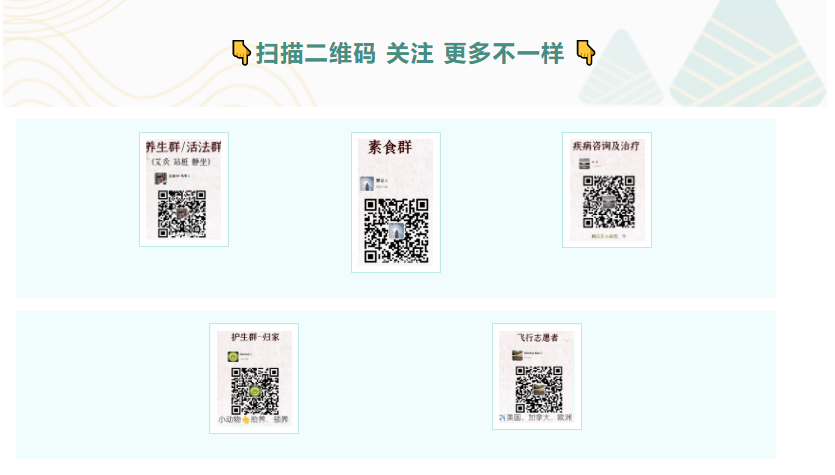 👇扫描二维码 关注 更多不一样 👇
养生群/活法群
(艾灸 站桩 静坐)
素食群
疾病咨询及治疗
护生群-归家
小动物👏助养、领养
飞行志愿者
✈️美国、加拿大、欧洲